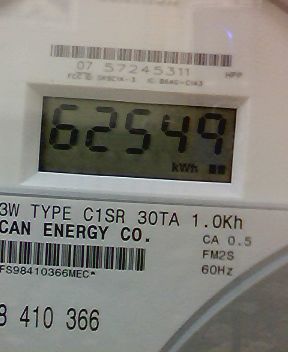 07 57245311
HPP
62549
kWh
3W TYPE C1SR 30TA 1.0Kh
CAN ENERGY CO.
CA 0.5
FM2S
60Hz
FS98410366MEC*
8 410 366